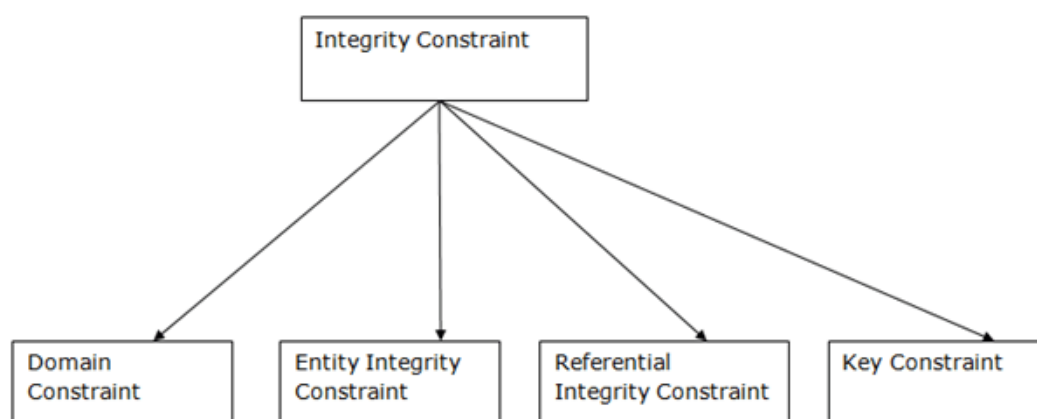 Integrity Constraint
Domain
Constraint
Entity Integrity
Constraint
Referential
Integrity Constraint
Key Constraint